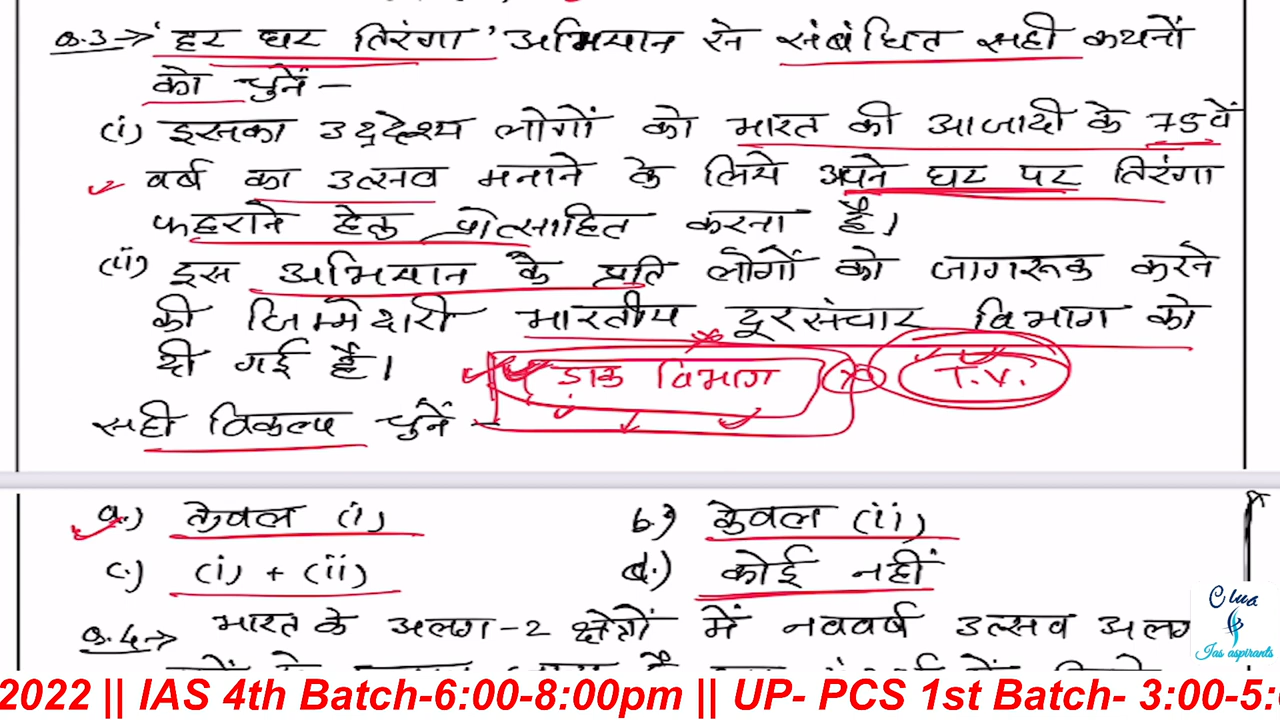 Q.3→ 'हर घर तिरंगा' अभियान से संबंधित सही कथनों
को चुनें –
(i) इसका उद्देश्य लोगों को भारत की आजादी के 75वें
वर्ष का उत्सव मनाने के लिये अपने घर पर तिरंगा
फहराने हेतु प्रोत्साहित करना है।
(ii) इस अभियान के प्रति लोगों को जागरूक करने
की जिम्मेदारी भारतीय दूरसंचार विभाग को
दी गई है।
डाक विभाग T.V.
सही विकल्प चुनें –
a.) केवल (i) b.) केवल (ii)
c.) (i) + (ii) d.) कोई नहीं
Q.4→ भारत के अलग-2 क्षेत्रों में नववर्ष उत्सव अलग
Clue
Ias aspirants
2022 || IAS 4th Batch-6:00-8:00pm || UP- PCS 1st Batch- 3:00-5: